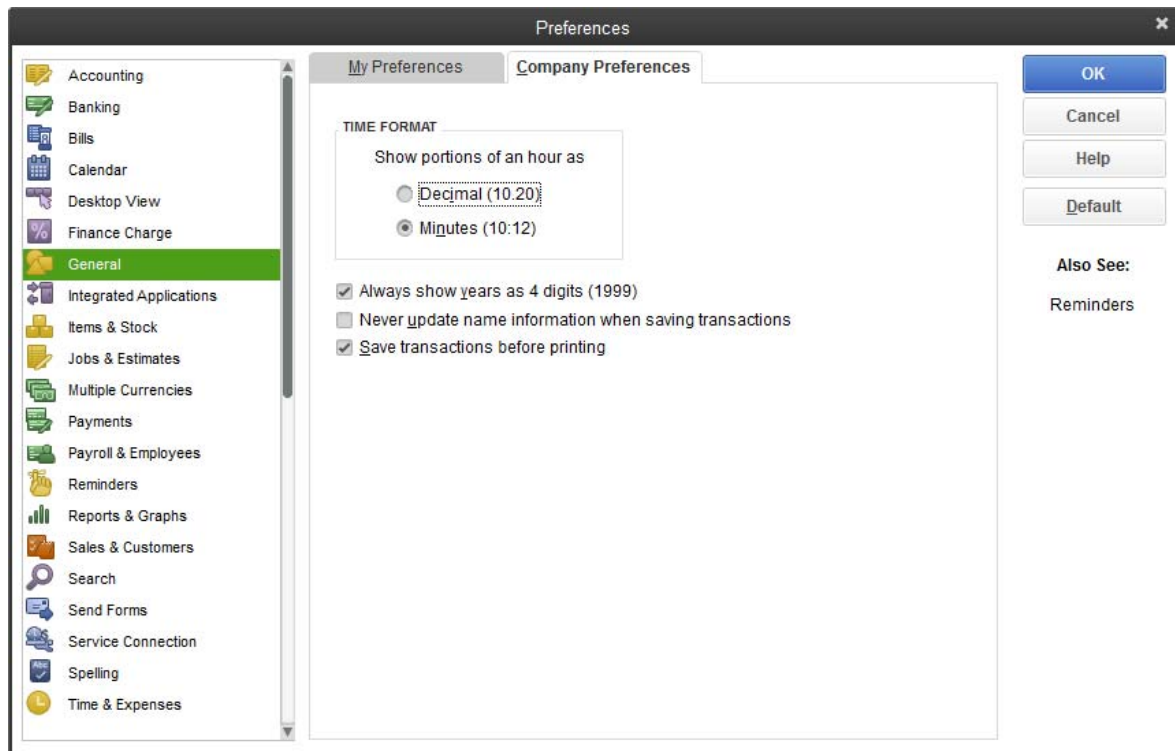 Preferences
Accounting
Banking
Bills
Calendar
Desktop View
Finance Charge
General
Integrated Applications
Items & Stock
Jobs & Estimates
Multiple Currencies
Payments
Payroll & Employees
Reminders
Reports & Graphs
Sales & Customers
Search
Send Forms
Service Connection
Spelling
Time & Expenses
My Preferences
Company Preferences
TIME FORMAT
Show portions of an hour as
Decimal (10.20)
Minutes (10:12)
Always show years as 4 digits (1999)
Never update name information when saving transactions
Save transactions before printing
OK
Cancel
Help
Default
Also See:
Reminders